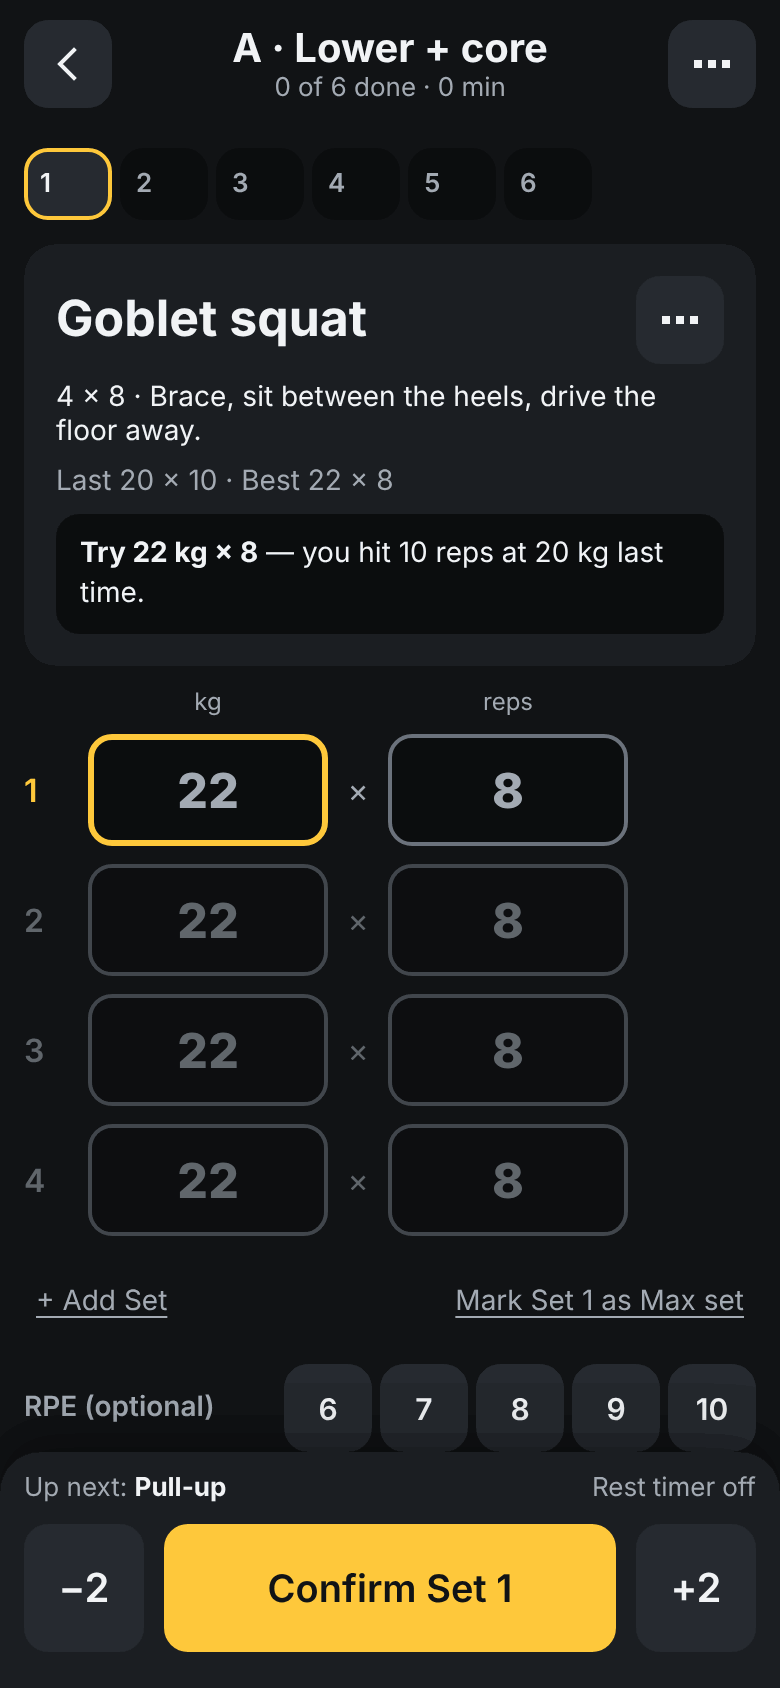 A · Lower + core
0 of 6 done · 0 min
1 2 3 4 5 6
Goblet squat
4 × 8 · Brace, sit between the heels, drive the
floor away.
Last 20 × 10 · Best 22 × 8
Try 22 kg × 8 — you hit 10 reps at 20 kg last
time.
kg reps
1 22 × 8
2 22 × 8
3 22 × 8
4 22 × 8
+ Add Set Mark Set 1 as Max set
RPE (optional) 6 7 8 9 10
Up next: Pull-up Rest timer off
−2 Confirm Set 1 +2